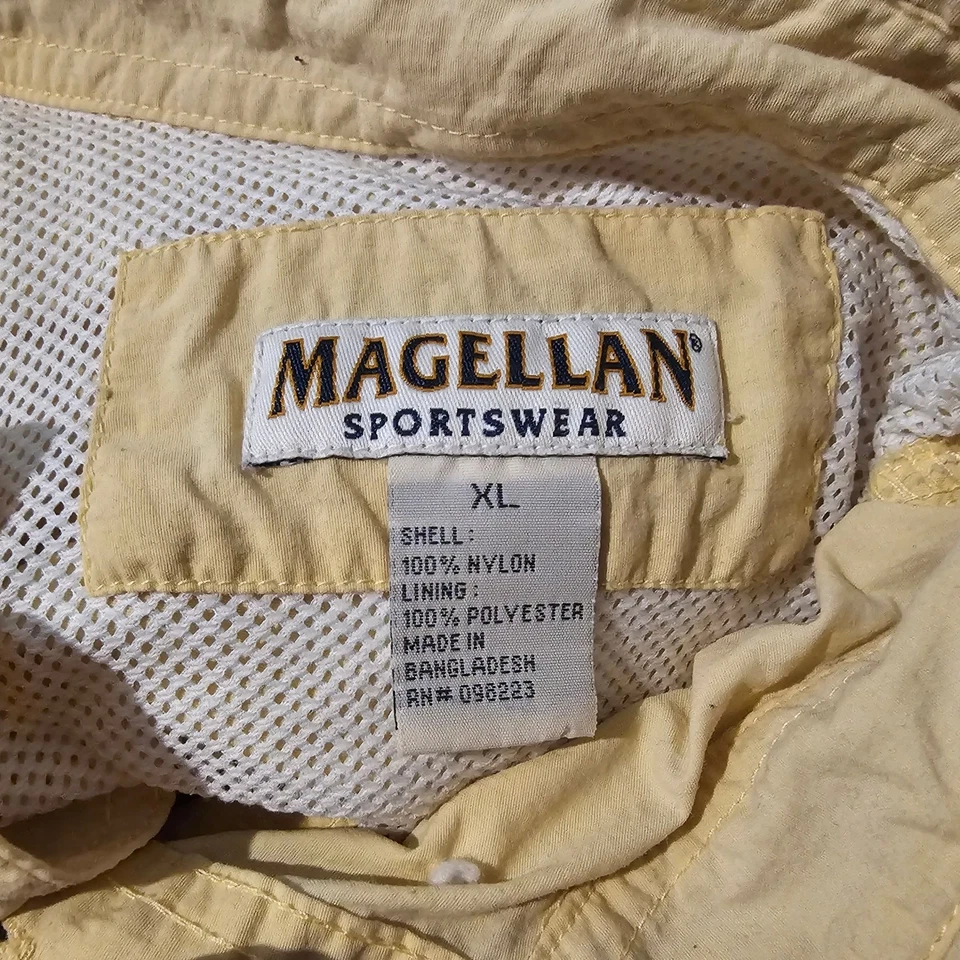 MAGELLAN®
SPORTSWEAR
XL
SHELL:
100% NYLON
LINING:
100% POLYESTER
MADE IN
BANGLADESH
RN# 098223